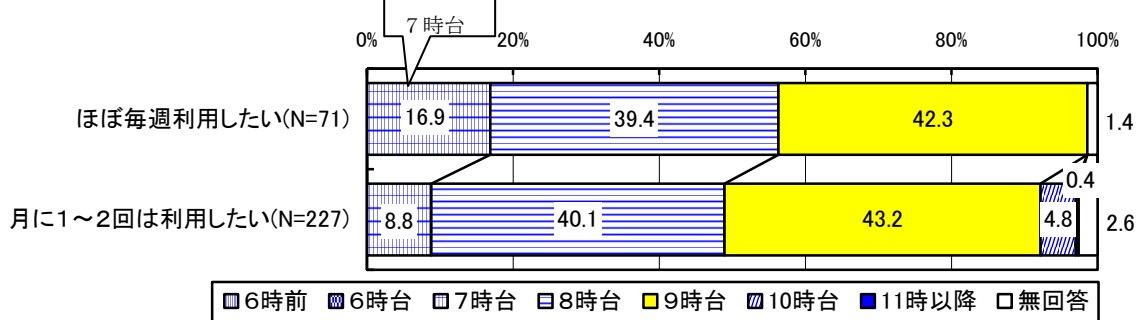 7時台
0% 20% 40% 60% 80% 100%
ほぼ毎週利用したい(N=71) 16.9 39.4 42.3 1.4
月に1～2回は利用したい(N=227) 8.8 40.1 43.2 4.8 0.4 2.6
6時前 6時台 7時台 8時台 9時台 10時台 11時以降 無回答